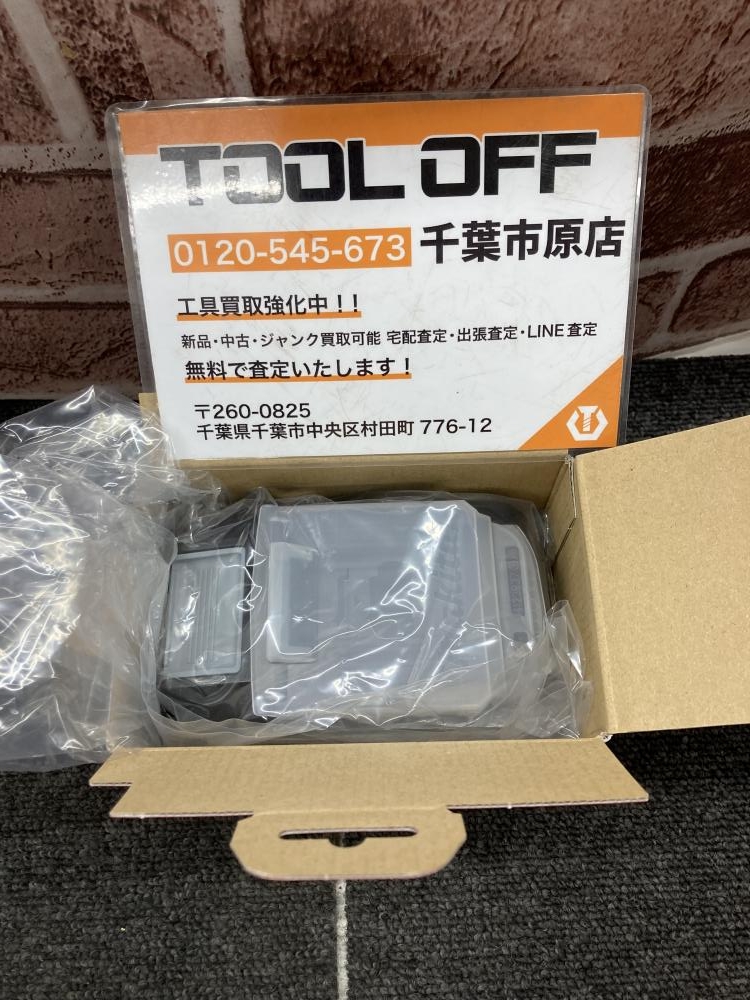 TOOL OFF
0120-545-673 千葉市原店
工具買取強化中！！
新品・中古・ジャンク買取可能 宅配査定・出張査定・LINE査定
無料で査定いたします！
〒260-0825
千葉県千葉市中央区村田町 776-12